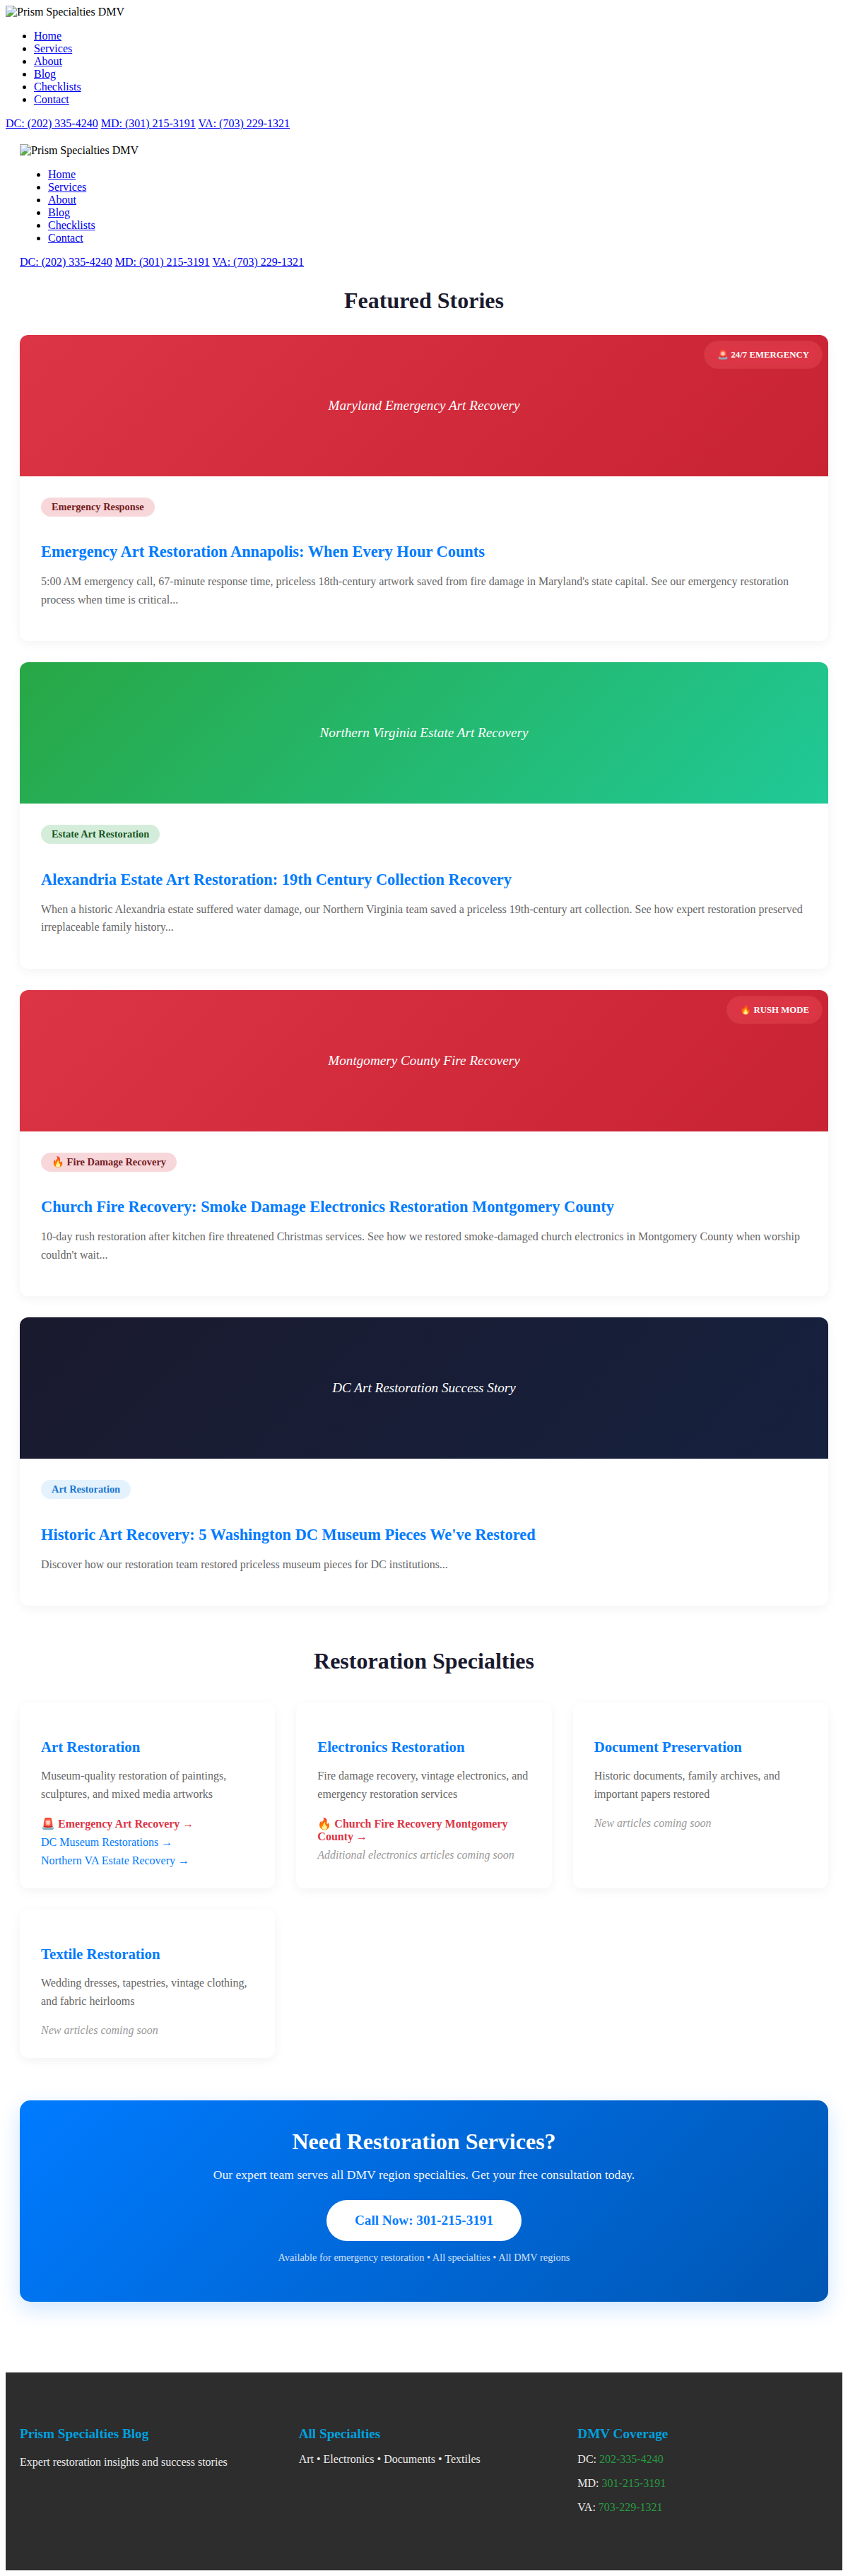 Prism Specialties DMV
Home
Services
About
Blog
Checklists
Contact
DC: (202) 335-4240 MD: (301) 215-3191 VA: (703) 229-1321
Prism Specialties DMV
Home
Services
About
Blog
Checklists
Contact
DC: (202) 335-4240 MD: (301) 215-3191 VA: (703) 229-1321
Featured Stories
🚨 24/7 EMERGENCY
Maryland Emergency Art Recovery
Emergency Response
Emergency Art Restoration Annapolis: When Every Hour Counts
5:00 AM emergency call, 67-minute response time, priceless 18th-century artwork saved from fire damage in Maryland's state capital. See our emergency restoration
process when time is critical...
Northern Virginia Estate Art Recovery
Estate Art Restoration
Alexandria Estate Art Restoration: 19th Century Collection Recovery
When a historic Alexandria estate suffered water damage, our Northern Virginia team saved a priceless 19th-century art collection. See how expert restoration preserved
irreplaceable family history...
🔥 RUSH MODE
Montgomery County Fire Recovery
🔥 Fire Damage Recovery
Church Fire Recovery: Smoke Damage Electronics Restoration Montgomery County
10-day rush restoration after kitchen fire threatened Christmas services. See how we restored smoke-damaged church electronics in Montgomery County when worship
couldn't wait...
DC Art Restoration Success Story
Art Restoration
Historic Art Recovery: 5 Washington DC Museum Pieces We've Restored
Discover how our restoration team restored priceless museum pieces for DC institutions...
Restoration Specialties
Art Restoration
Museum-quality restoration of paintings,
sculptures, and mixed media artworks
🚨 Emergency Art Recovery →
DC Museum Restorations →
Northern VA Estate Recovery →
Electronics Restoration
Fire damage recovery, vintage electronics, and
emergency restoration services
🔥 Church Fire Recovery Montgomery
County →
Additional electronics articles coming soon
Document Preservation
Historic documents, family archives, and
important papers restored
New articles coming soon
Textile Restoration
Wedding dresses, tapestries, vintage clothing,
and fabric heirlooms
New articles coming soon
Need Restoration Services?
Our expert team serves all DMV region specialties. Get your free consultation today.
Call Now: 301-215-3191
Available for emergency restoration • All specialties • All DMV regions
Prism Specialties Blog
Expert restoration insights and success stories
All Specialties
Art • Electronics • Documents • Textiles
DMV Coverage
DC: 202-335-4240
MD: 301-215-3191
VA: 703-229-1321